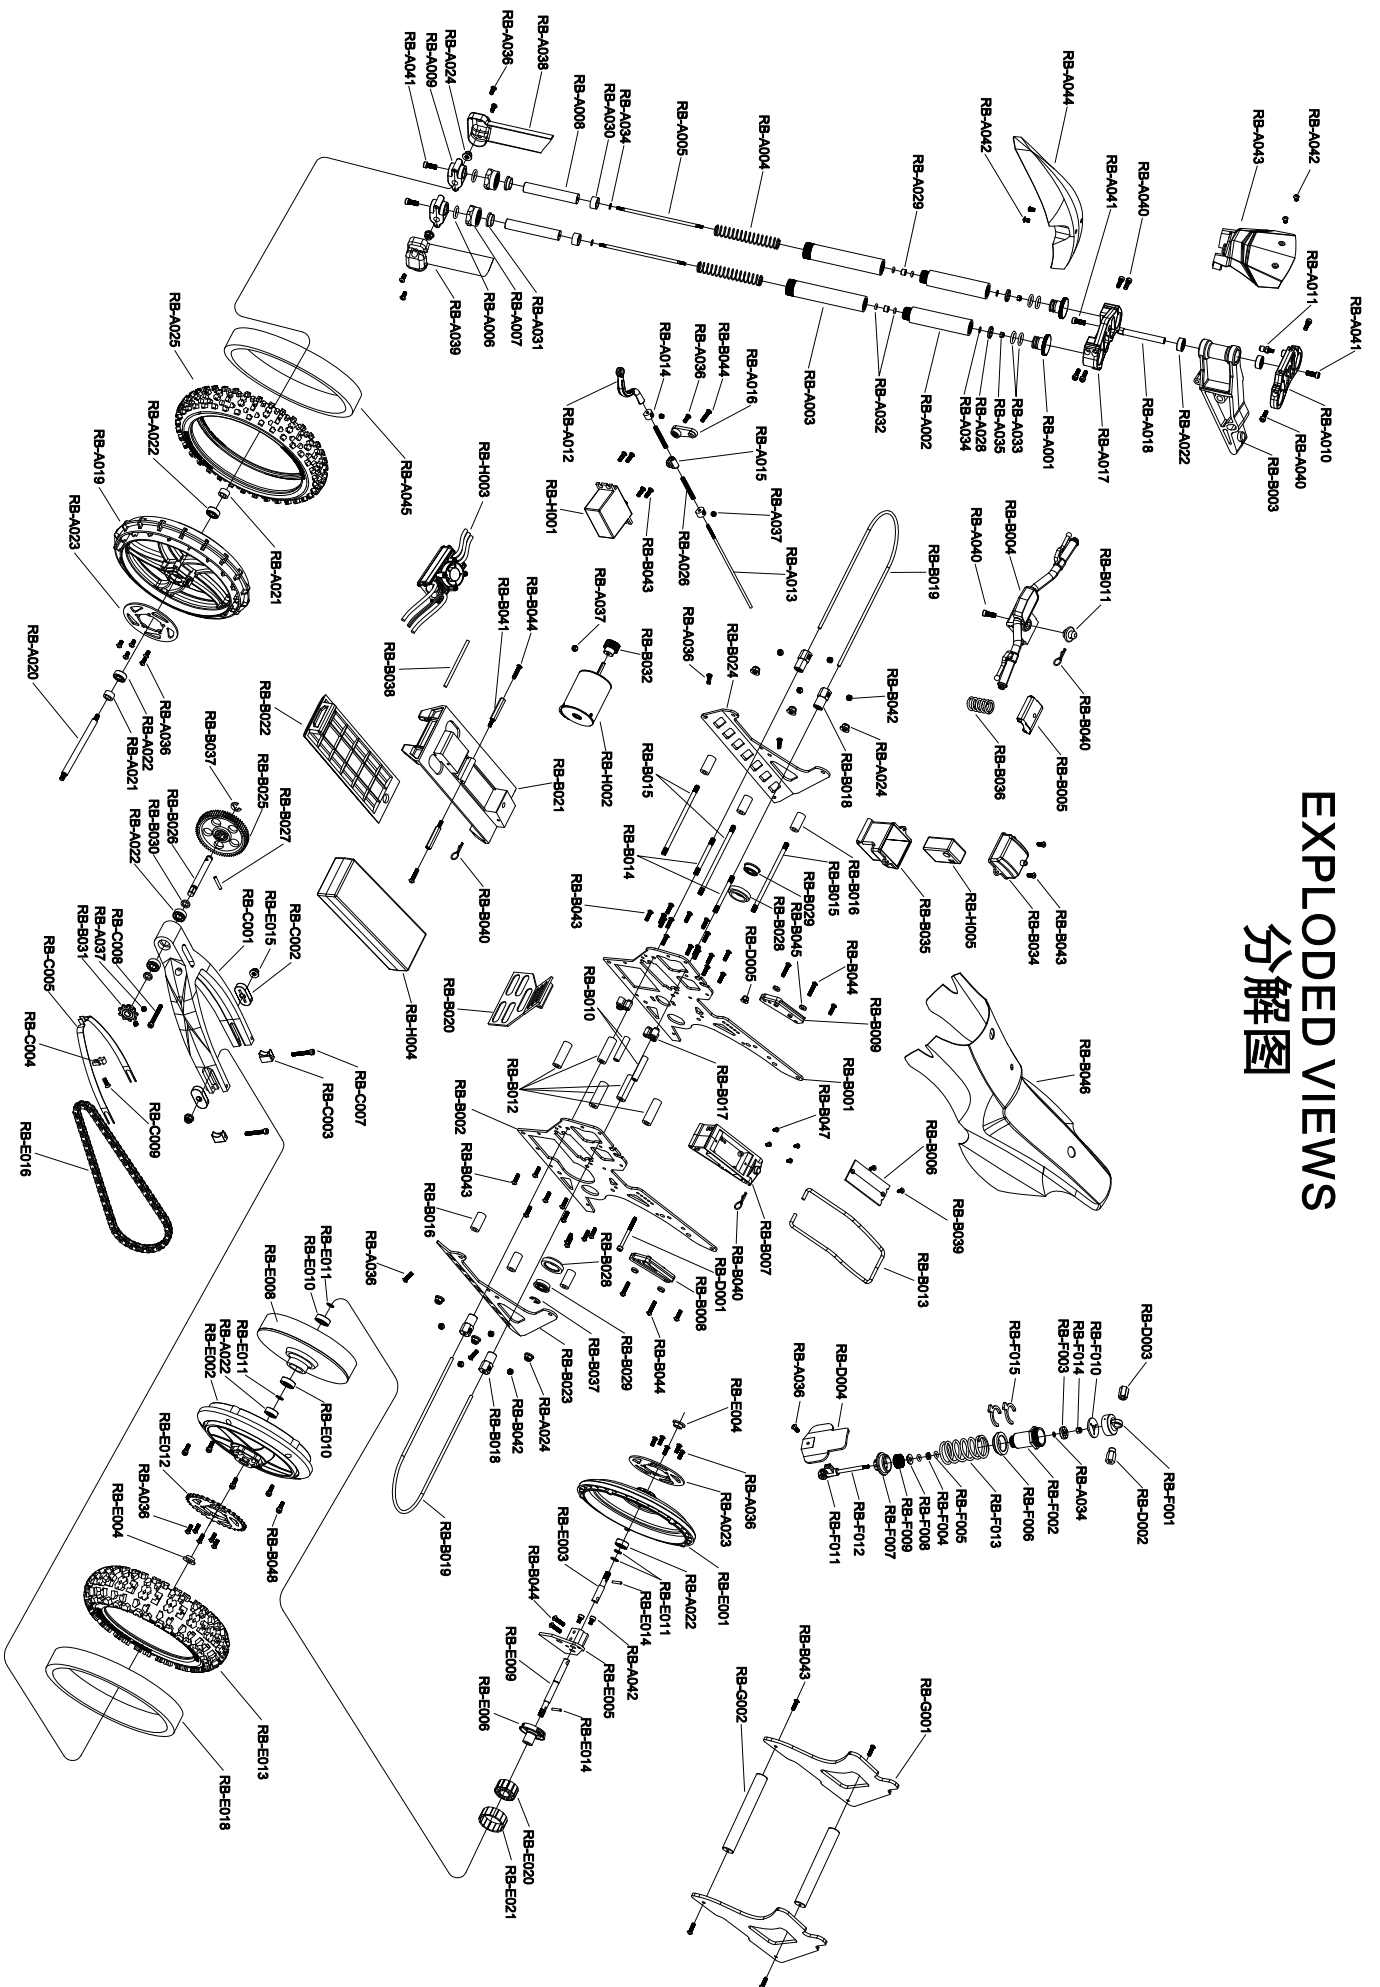 EXPLODED VIEWS
分解图
RB-A036
RB-A038
RB-A024
RB-A009
RB-A041
RB-A008
RB-A030
RB-A034
RB-A005
RB-A004
RB-A029
RB-A042
RB-A044
RB-A041
RB-A040
RB-A043
RB-A042
RB-A011
RB-A041
RB-A010
RB-A040
RB-B003
RB-A022
RB-A018
RB-A017
RB-A001
RB-A033
RB-A035
RB-A028
RB-A034
RB-A002
RB-A032
RB-A003
RB-A031
RB-A007
RB-A006
RB-A039
RB-A025
RB-A045
RB-A022
RB-A019
RB-A023
RB-A021
RB-A020
RB-A036
RB-A022
RB-A021
RB-A012
RB-A014
RB-A036
RB-B044
RB-A016
RB-A015
RB-A026
RB-A037
RB-A013
RB-H001
RB-B043
RB-H003
RB-B019
RB-B004
RB-A040
RB-B011
RB-B040
RB-B005
RB-B036
RB-A037
RB-B032
RB-H002
RB-B044
RB-B041
RB-B038
RB-B022
RB-B021
RB-B040
RB-H004
RB-A036
RB-B024
RB-B042
RB-A024
RB-B018
RB-B015
RB-B014
RB-B016
RB-B015
RB-B029
RB-B028
RB-B045
RB-B043
RB-D005
RB-B044
RB-B009
RB-B035
RB-H005
RB-B034
RB-B043
RB-B046
RB-B037
RB-B025
RB-B027
RB-B026
RB-B030
RB-A022
RB-C002
RB-E015
RB-C001
RB-C008
RB-A037
RB-B031
RB-C005
RB-C004
RB-C009
RB-E016
RB-C007
RB-C003
RB-B020
RB-B010
RB-B012
RB-B002
RB-B017
RB-B001
RB-B047
RB-B006
RB-B039
RB-B013
RB-B007
RB-B040
RB-D001
RB-B008
RB-B044
RB-B043
RB-B016
RB-A036
RB-B028
RB-B029
RB-B037
RB-B023
RB-A024
RB-B042
RB-B018
RB-B019
RB-E011
RB-E010
RB-E008
RB-E011
RB-A022
RB-E002
RB-E010
RB-E012
RB-A036
RB-E004
RB-B048
RB-E013
RB-E018
RB-E004
RB-A036
RB-A023
RB-E001
RB-A022
RB-E011
RB-E014
RB-E003
RB-B044
RB-A042
RB-E005
RB-E009
RB-E006
RB-E014
RB-E020
RB-E021
RB-D003
RB-F010
RB-F014
RB-F003
RB-F015
RB-D004
RB-A036
RB-F001
RB-D002
RB-A034
RB-F002
RB-F006
RB-F013
RB-F005
RB-F004
RB-F008
RB-F009
RB-F007
RB-F012
RB-F011
RB-B043
RB-G002
RB-G001